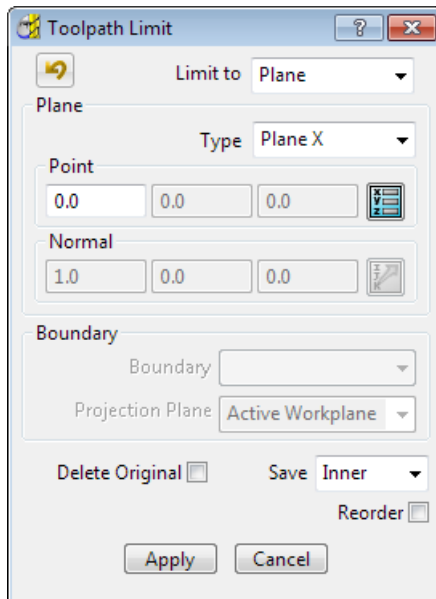 Toolpath Limit
Limit to Plane
Plane
Type Plane X
Point
0.0 0.0 0.0 X Y Z
Normal
1.0 0.0 0.0 I J K
Boundary
Boundary
Projection Plane Active Workplane
Delete Original Save Inner
Reorder
Apply Cancel